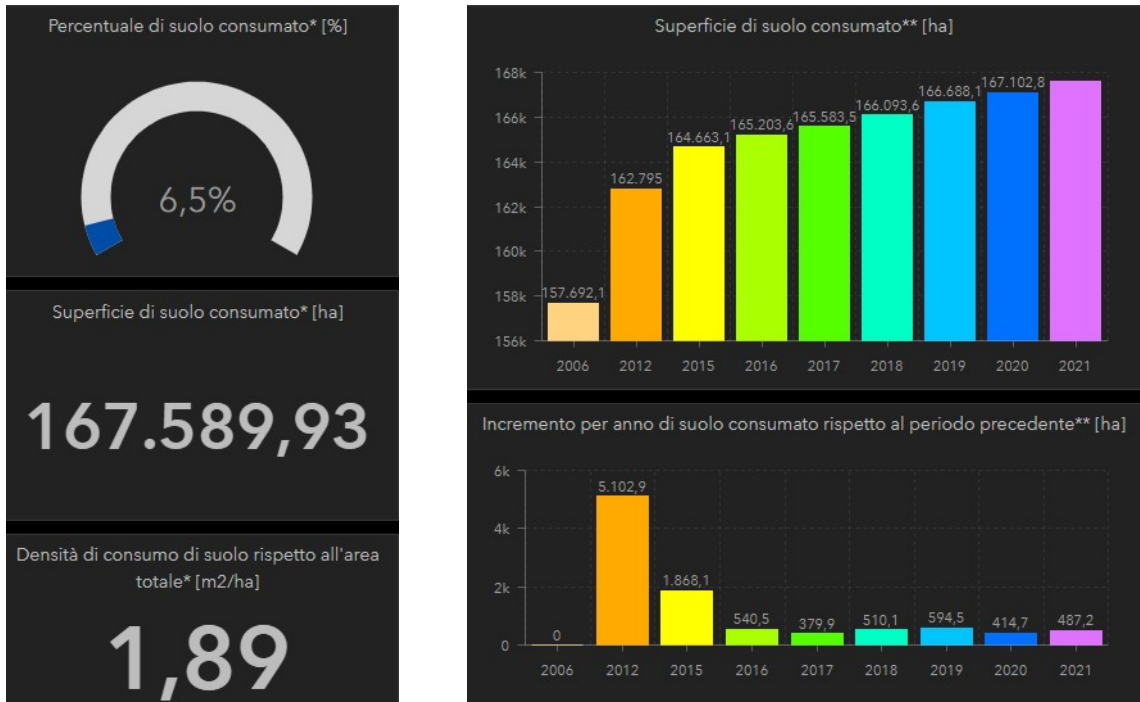 Percentuale di suolo consumato* [%]
6,5%
Superficie di suolo consumato* [ha]
167.589,93
Densità di consumo di suolo rispetto all'area
totale* [m2/ha]
1,89
Superficie di suolo consumato** [ha]
168k
166k
164k
162k
160k
158k
156k
157.692,1
162.795
164.663,1
165.203,6
165.583,5
166.093,6
166.688,1
167.102,8
2006 2012 2015 2016 2017 2018 2019 2020 2021
Incremento per anno di suolo consumato rispetto al periodo precedente** [ha]
6k
4k
2k
0
0
5.102,9
1.868,1
540,5
379,9
510,1
594,5
414,7
487,2
2006 2012 2015 2016 2017 2018 2019 2020 2021